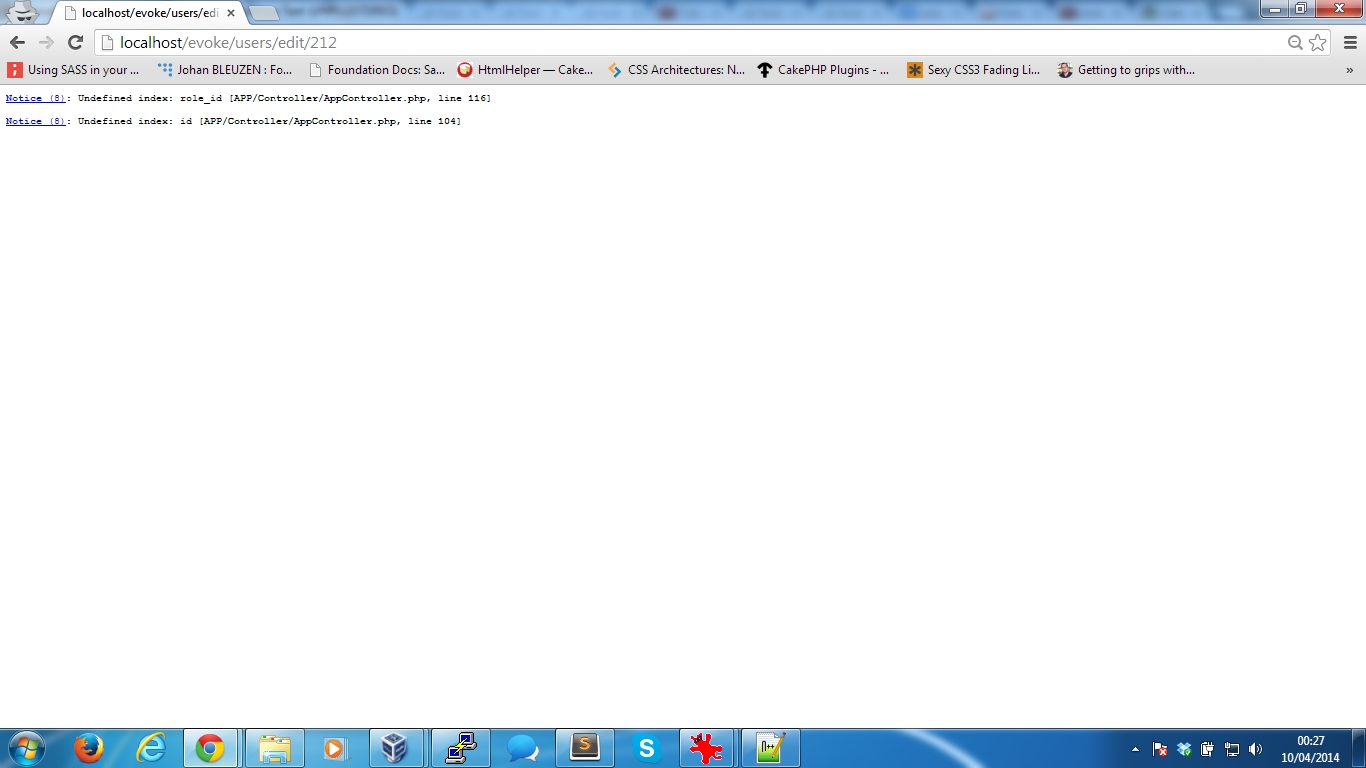 localhost/evoke/users/edi
localhost/evoke/users/edit/212
Using SASS in your ...
Johan BLEUZEN : Fo...
Foundation Docs: Sa...
HtmlHelper — Cake...
CSS Architectures: N...
CakePHP Plugins - ...
Sexy CSS3 Fading Li...
Getting to grips with...
»
Notice (8): Undefined index: role_id [APP/Controller/AppController.php, line 116]
Notice (8): Undefined index: id [APP/Controller/AppController.php, line 104]
00:27
10/04/2014